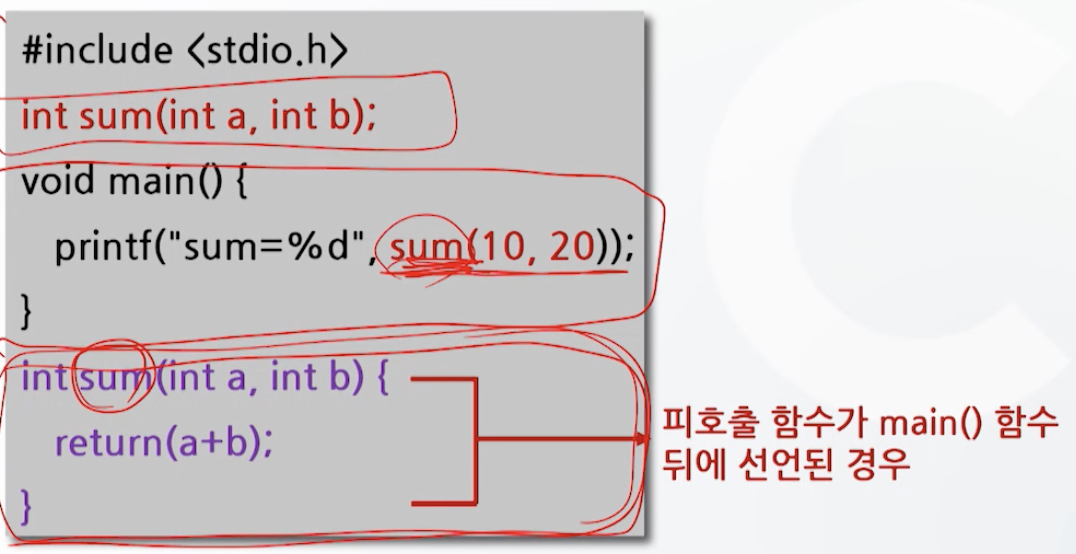 #include <stdio.h>
int sum(int a, int b);
void main() {
printf("sum=%d", sum(10, 20));
}
int sum(int a, int b) {
return(a+b);
}
피호출 함수가 main() 함수
뒤에 선언된 경우